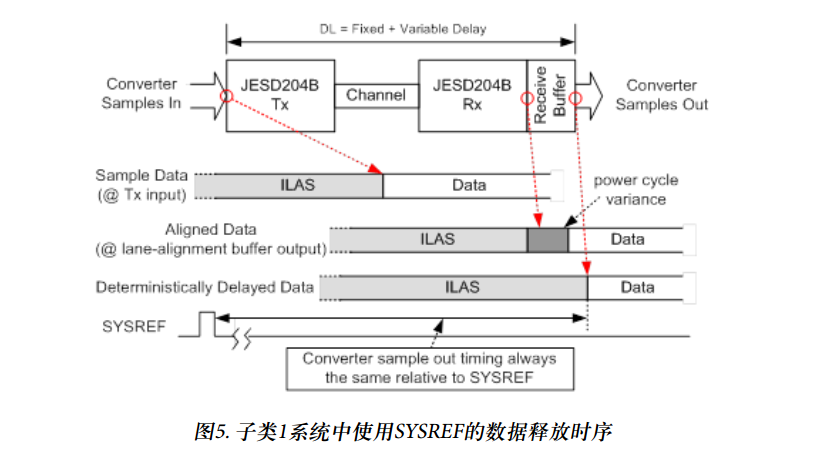 DL = Fixed + Variable Delay
Converter
Samples In
JESD204B
Tx
Channel
JESD204B
Rx
Receive
Buffer
Converter
Samples Out
Sample Data
(@ Tx input)
ILAS
Data
power cycle
variance
Aligned Data
(@ lane-alignment buffer output)
ILAS
Data
Deterministically Delayed Data
ILAS
Data
SYSREF
Converter sample out timing always
the same relative to SYSREF
图5. 子类1系统中使用SYSREF的数据释放时序